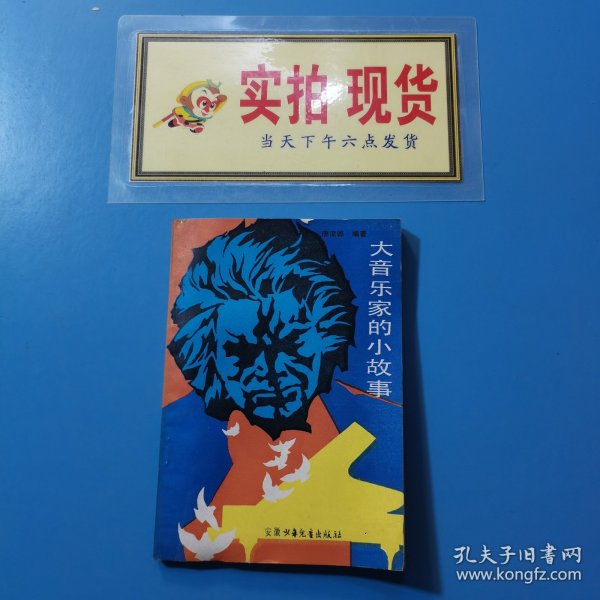 实拍 现货
当天下午六点发货
编著
大音乐家的小故事
安徽少年儿童出版社
孔夫子旧书网
www.kongfz.com